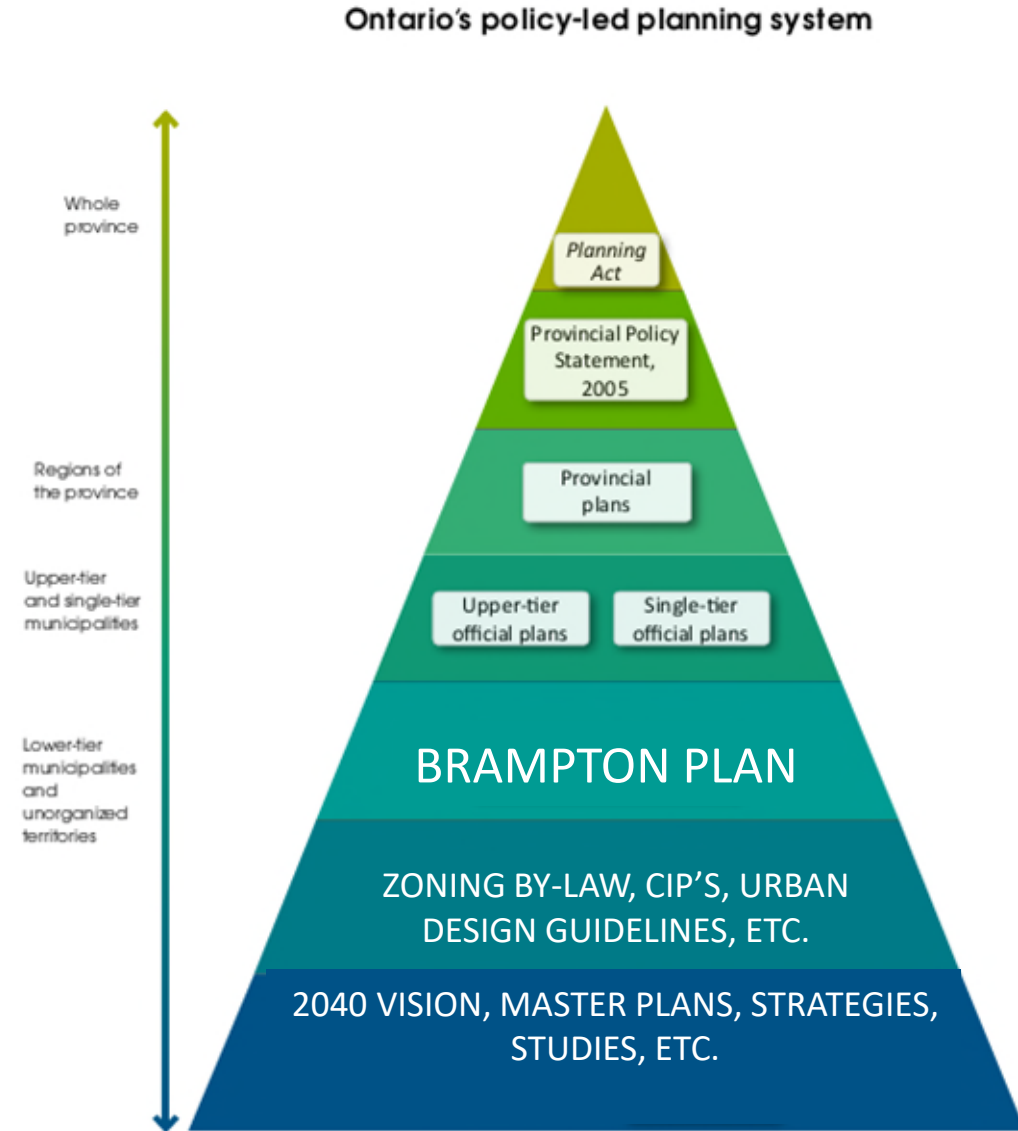 Ontario's policy-led planning system
Whole
province
Planning
Act
Provincial Policy
Statement,
2005
Regions of
the province
Provincial
plans
Upper-tier
and single-tier
municipalities
Upper-tier
official plans
Single-tier
official plans
Lower-tier
municipalities
and
unorganized
territories
BRAMPTON PLAN
ZONING BY-LAW, CIP'S, URBAN
DESIGN GUIDELINES, ETC.
2040 VISION, MASTER PLANS, STRATEGIES,
STUDIES, ETC.